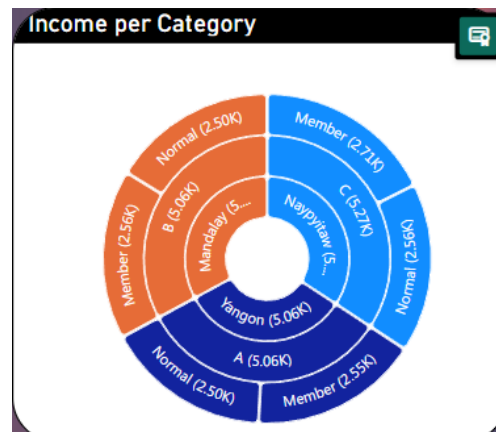 Income per Category
Member (2.71K)
Normal (2.56K)
C (5.27K)
Naypyitaw (5....
Member (2.55K)
Normal (2.50K)
A (5.06K)
Yangon (5.06K)
Member (2.56K)
Normal (2.50K)
B (5.06K)
Mandalay (5....